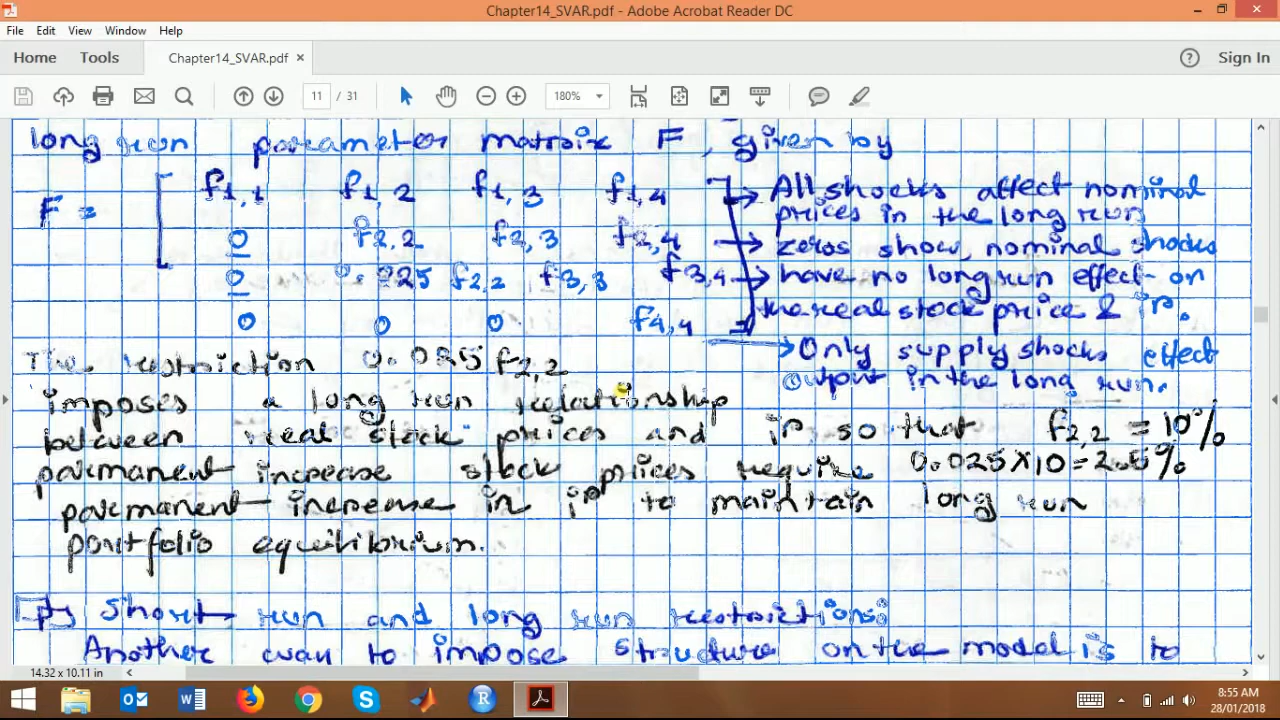 Chapter14_SVAR.pdf - Adobe Acrobat Reader DC
File Edit View Window Help
Home Tools Chapter14_SVAR.pdf × Sign In
11 / 31 180%
long run parameter matrix F, given by
F =
f1,1 f1,2 f1,3 f1,4 → All shocks affect nominal
prices in the long run
0 f2,2 f2,3 f2,4 → zeros show nominal shocks
0 0.025 f2,2 f3,3 f3,4 → have no long run effect on
the real stock price & ir.
0 0 0 f4,4
→ Only supply shocks effect
output in the long run.
The restriction 0.025 f2,2
imposes a long run relationship
between real stock prices and ir so that f2,2 = 10%
permanent increase stock prices require 0.025×10=2.5%
permanent increase in ir to maintain long run
portfolio equilibrium.
Short run and long run restrictions:
Another way to impose structure on the model is to
14.32 x 10.11 in
8:55 AM
28/01/2018